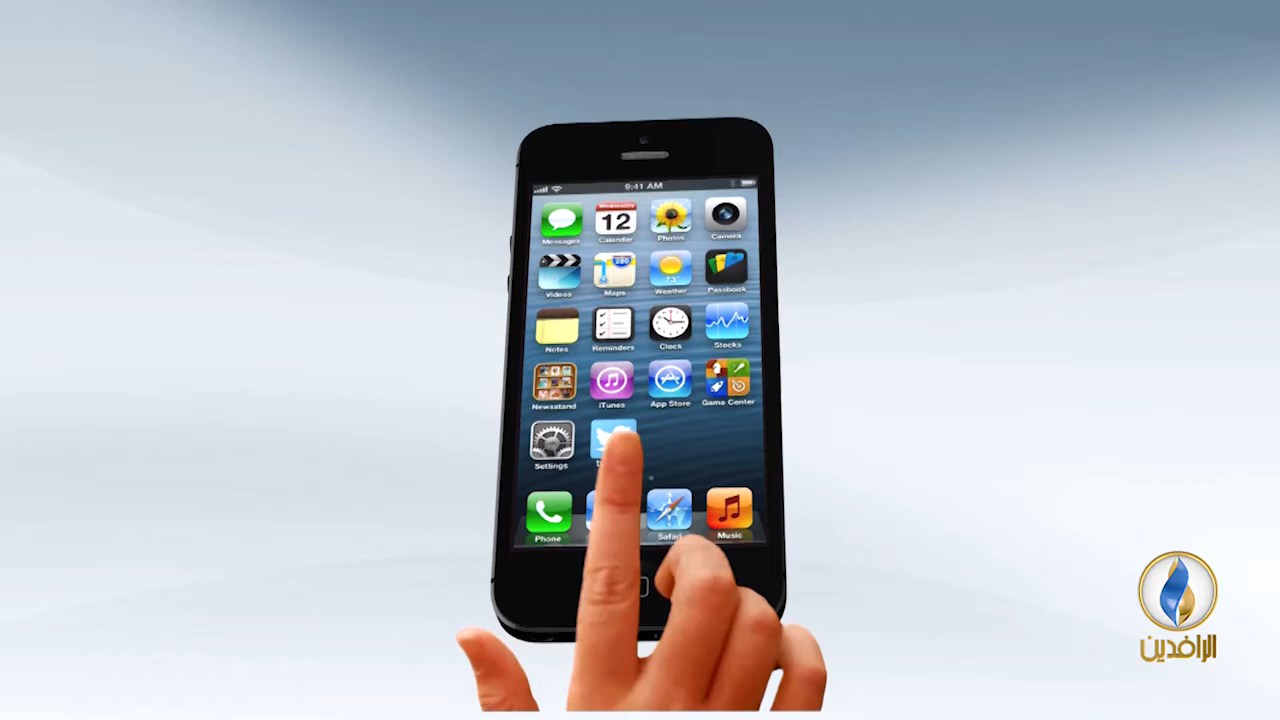 9:41 AM
Wednesday
12
280
73°
Messages Calendar Photos Camera
Videos Maps Weather Passbook
Notes Reminders Clock Stocks
Newsstand iTunes App Store Game Center
Settings
Phone Safari Music
الرافدين